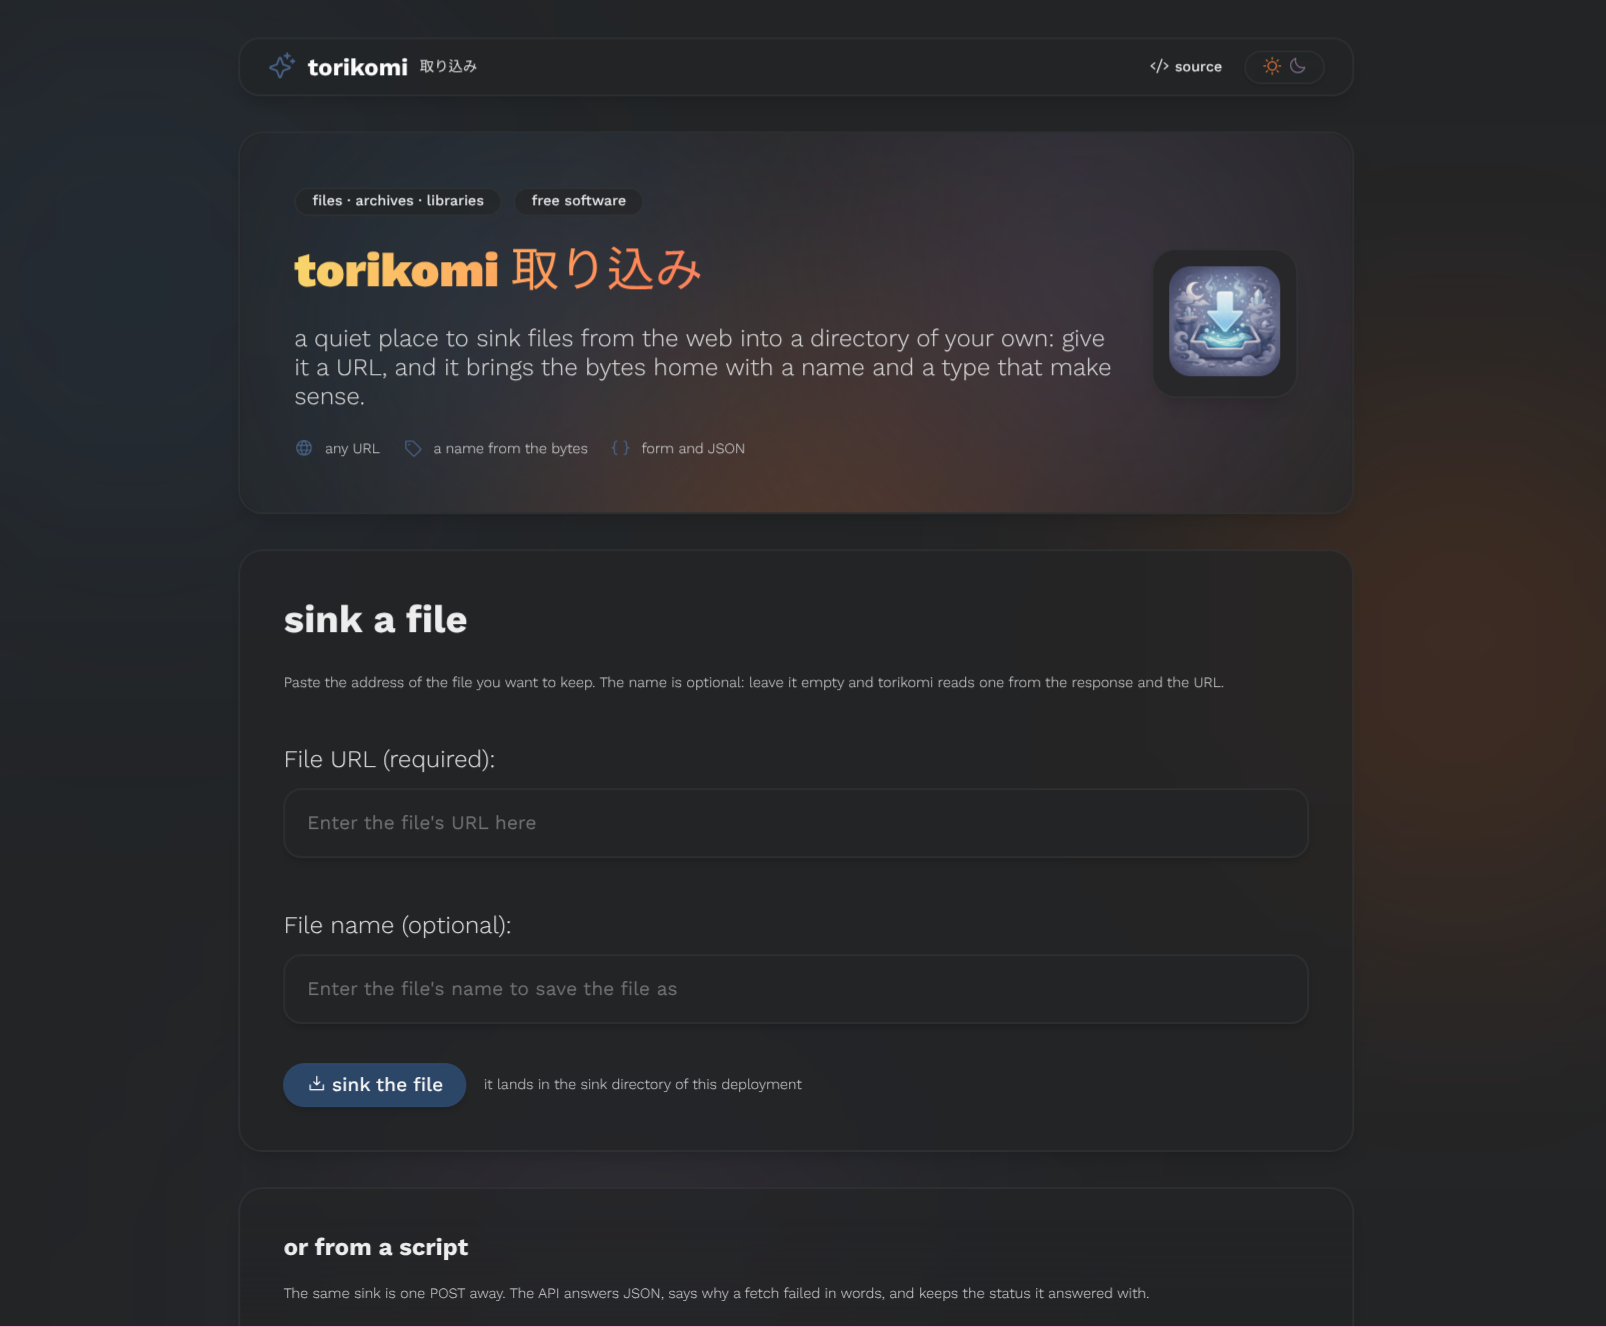 torikomi 取り込み
source
files · archives · libraries
free software
torikomi 取り込み
a quiet place to sink files from the web into a directory of your own: give
it a URL, and it brings the bytes home with a name and a type that make
sense.
any URL
a name from the bytes
form and JSON
sink a file
Paste the address of the file you want to keep. The name is optional: leave it empty and torikomi reads one from the response and the URL.
File URL (required):
Enter the file's URL here
File name (optional):
Enter the file's name to save the file as
sink the file
it lands in the sink directory of this deployment
or from a script
The same sink is one POST away. The API answers JSON, says why a fetch failed in words, and keeps the status it answered with.